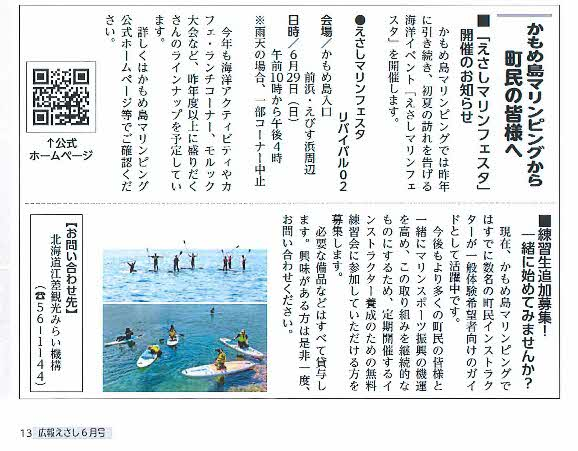 かもめ島マリンピングから
町民の皆様へ
■「えさしマリンフェスタ」
開催のお知らせ
かもめ島マリンピングでは昨年
に引き続き、初夏の訪れを告げる
海洋イベント「えさしマリンフェ
スタ」を開催します。
●えさしマリンフェスタ
リバイバル02
会場／かもめ島入口
前浜・えびす浜周辺
日時／6月29日（日）
午前10時から午後4時
※雨天の場合、一部コーナー中止
今年も海洋アクティビティやカ
フェ・ランチコーナー、モルック
大会など、昨年度以上に盛りだく
さんのラインナップを予定してい
ます。
詳しくはかもめ島マリンピング
公式ホームページ等でご確認くだ
さい。
↑公式
ホームページ
■練習生追加募集！
一緒に始めてみませんか？
現在、かもめ島マリンピングで
はすでに数名の町民インストラク
ターが一般体験希望者向けのガイ
ドとして活躍中です。
今後もより多くの町民の皆様と
一緒にマリンスポーツ振興の機運
を高め、この取り組みを継続的な
ものにするため、定期開催するイ
ンストラクター養成のための無料
練習会に参加していただける方を
募集します。
必要な備品などはすべて貸与し
ます。興味がある方は是非一度、
お問い合わせください。
【お問い合わせ先】
北海道江差観光みらい機構
（☎56-1144）
13 広報えさし6月号